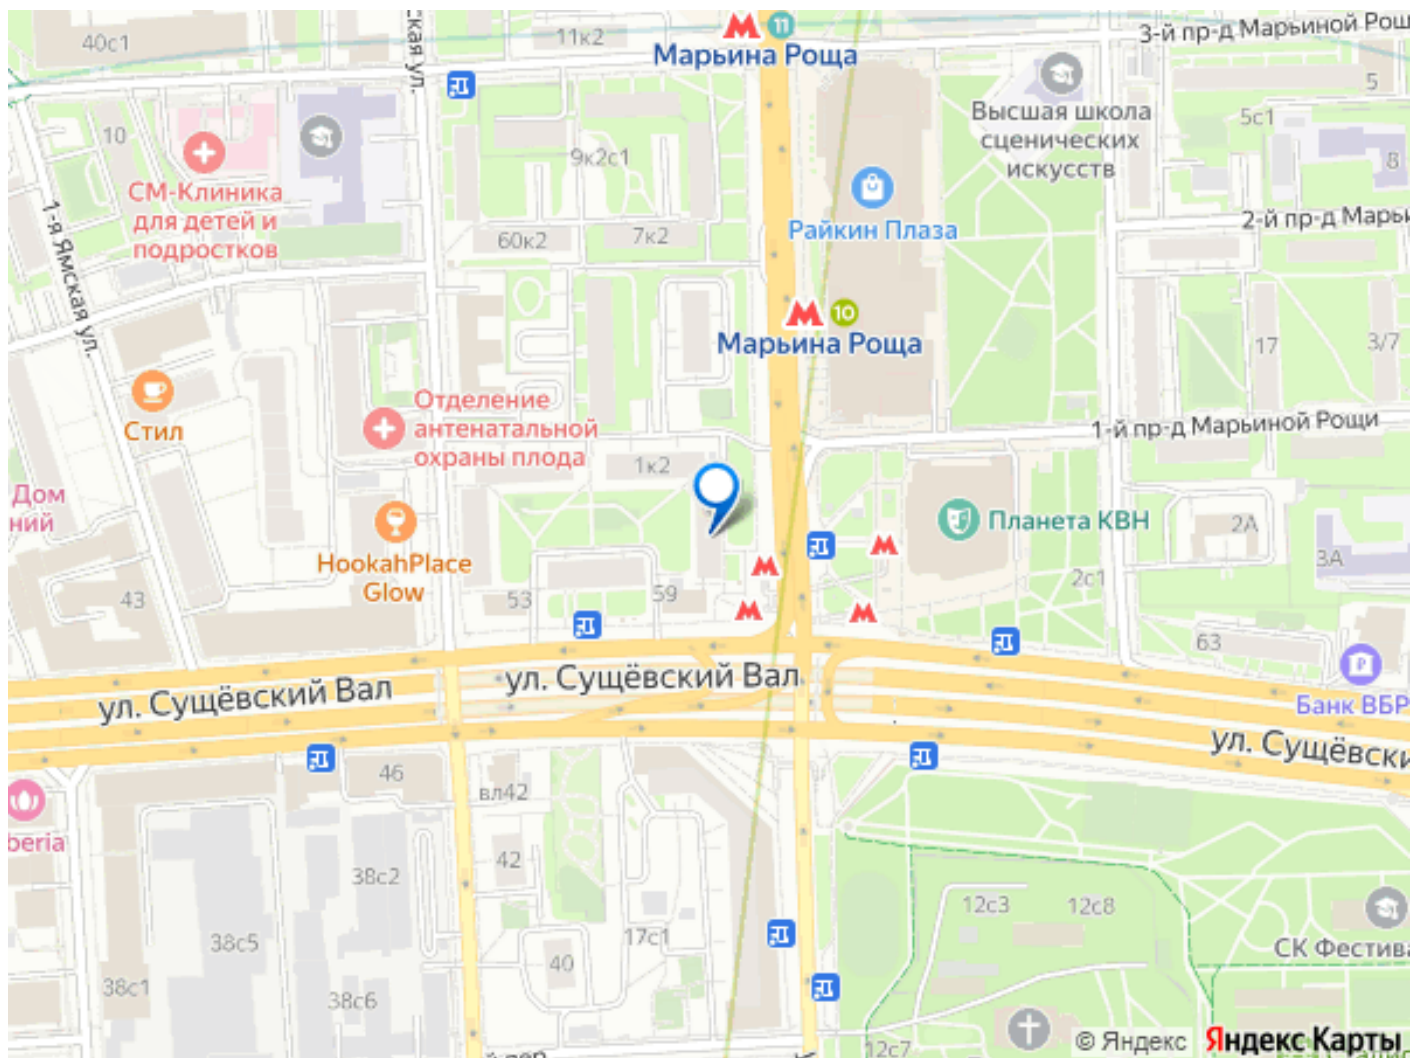 40с1
ская ул.
11к2
11
Марьина Роща
3-й пр-д Марьиной Рощ
5
10
9к2с1
Высшая школа
сценических
искусств
5с1
8
СМ-Клиника
для детей и
подростков
1-я Ямская ул.
60к2
7к2
Райкин Плаза
2-й пр-д Марьи
10
Марьина Роща
17
3/7
Стил
Отделение
антенатальной
охраны плода
1к2
1-й пр-д Марьиной Рощи
Дом
ний
HookahPlace
Glow
Планета КВН
2А
3А
2с1
43
53
59
63
ул. Сущёвский Вал
ул. Сущёвский Вал
Банк ВБР
ул. Сущёвски
46
вл42
beria
42
38с2
12с3
12с8
38с5
17с1
40
СК Фестива
38с1
38с6
12с7
© Яндекс
Яндекс Карты